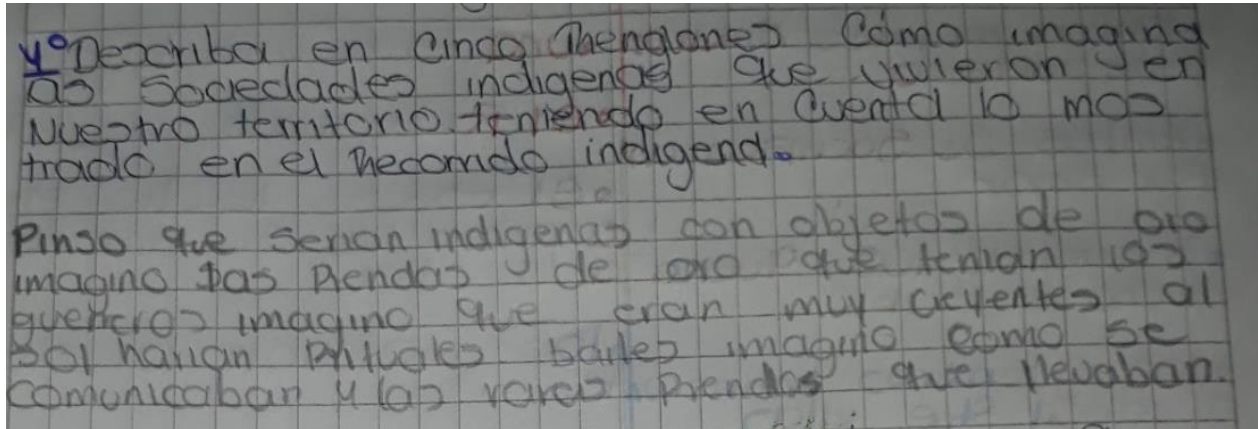 4º Describa en cinco renglones Cómo imagina
las Sociedades indigenas que vivieron en
Nuestro territorio teniendo en Cuenta lo mos
trado en el Recorrido indigena.
Pinso que Serian indigenas con objetos de oro
imagino las Prendas de oro que tenian los
guerreros imagino que eran muy creyentes al
Sol haiian Rituales bailes imagino como se
Comunicaban y las raras Prendas que llevaban.